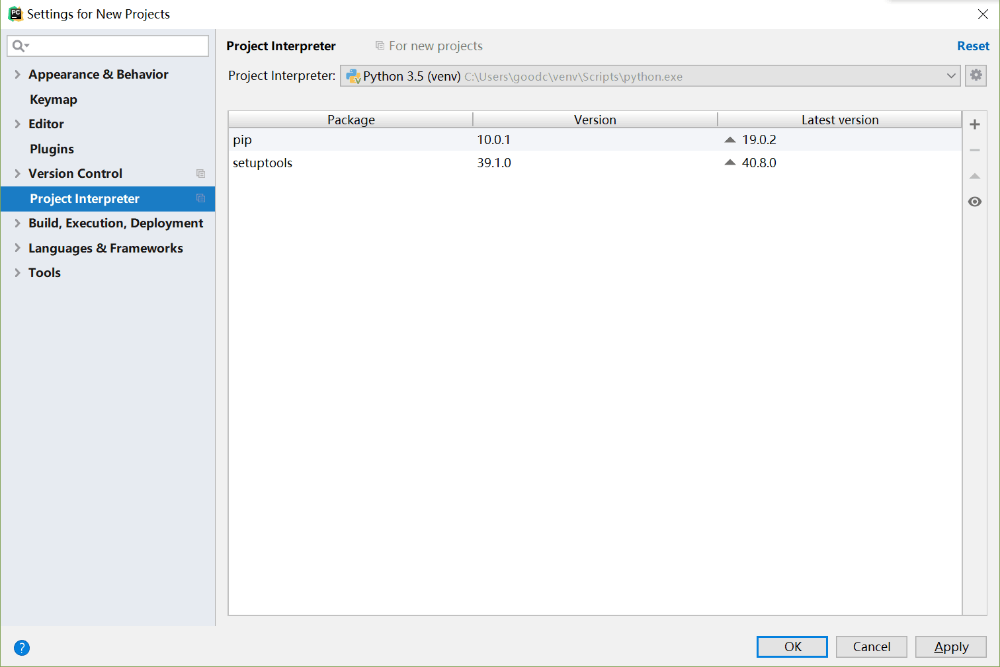 Settings for New Projects
Appearance & Behavior
Keymap
Editor
Plugins
Version Control
Project Interpreter
Build, Execution, Deployment
Languages & Frameworks
Tools
Project Interpreter For new projects Reset
Project Interpreter: Python 3.5 (venv) C:\Users\goodc\venv\Scripts\python.exe
Package Version Latest version
pip 10.0.1 19.0.2
setuptools 39.1.0 40.8.0
? OK Cancel Apply